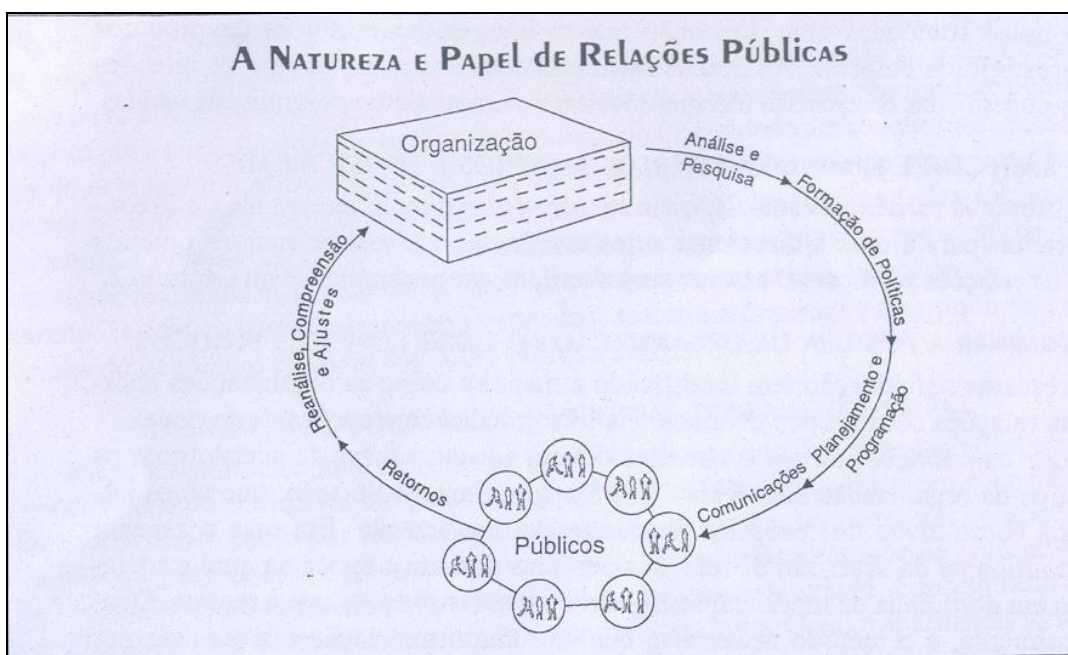 A NATUREZA E PAPEL DE RELAÇÕES PÚBLICAS
Organização
Análise e
Pesquisa
Formação de Políticas
Planejamento e
Programação
Comunicações
Públicos
Retornos
Reanálise, Compreensão
e Ajustes